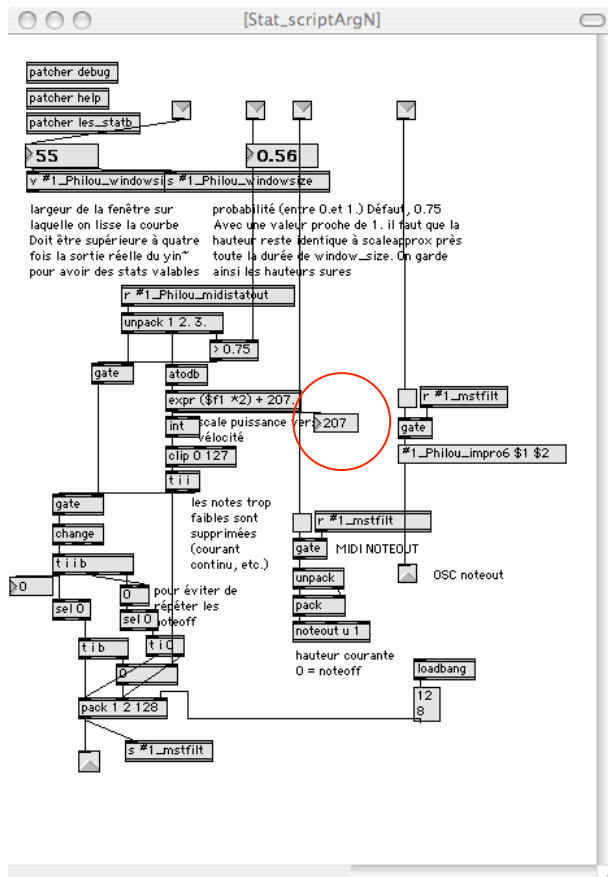 [Stat_scriptArgN]
patcher debug
patcher help
patcher les_statb
55
0.56
v #1_Philou_windowsi
s #1_Philou_windowsize
largeur de la fenêtre sur
laquelle on lisse la courbe
Doit être supérieure à quatre
fois la sortie réelle du yin~
pour avoir des stats valables
probabilité (entre 0.et 1.) Défaut, 0.75
Avec une valeur proche de 1. il faut que la
hauteur reste identique à scaleapprox près
toute la durée de window_size. On garde
ainsi les hauteurs sures
r #1_Philou_midistatout
unpack 1 2. 3.
> 0.75
gate
atodb
expr ($f1 *2) + 207.
int
scale puissance vers
vélocité
207
r #1_mstfilt
gate
#1_Philou_impro6 $1 $2
clip 0 127
t i i
gate
les notes trop
faibles sont
supprimées
(courant
continu, etc.)
change
r #1_mstfilt
gate
MIDI NOTEOUT
t i i b
unpack
OSC noteout
0
0
pour éviter de
répéter les
noteoff
sel 0
sel 0
pack
noteout u 1
t i b
t i 0
hauteur courante
0 = noteoff
0
loadbang
12
8
pack 1 2 128
s #1_mstfilt